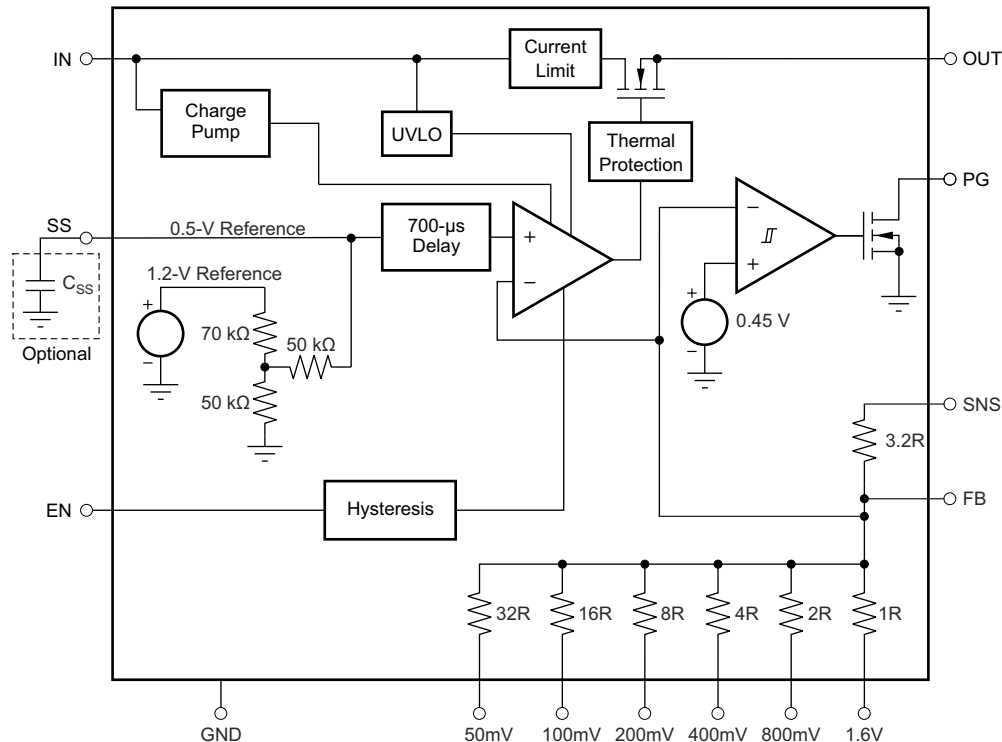 IN
Current
Limit
OUT
Charge
Pump
UVLO
Thermal
Protection
PG
SS
0.5-V Reference
700-µs
Delay
+
−
−
+
C_SS
Optional
1.2-V Reference
+
−
70 kΩ
50 kΩ
50 kΩ
+
−
0.45 V
SNS
3.2R
FB
EN
Hysteresis
32R
16R
8R
4R
2R
1R
GND
50mV
100mV
200mV
400mV
800mV
1.6V